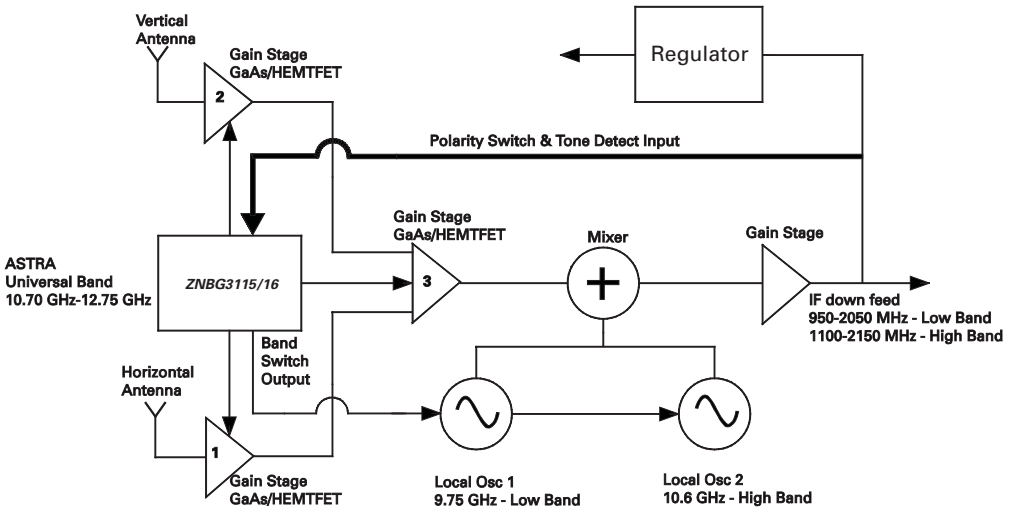 Vertical
Antenna
Gain Stage
GaAs/HEMTFET
2
Regulator
Polarity Switch & Tone Detect Input
Gain Stage
GaAs/HEMTFET
3
Mixer
+
Gain Stage
ASTRA
Universal Band
10.70 GHz-12.75 GHz
ZNBG3115/16
IF down feed
950-2050 MHz - Low Band
1100-2150 MHz - High Band
Band
Switch
Output
Horizontal
Antenna
1
Gain Stage
GaAs/HEMTFET
Local Osc 1
9.75 GHz - Low Band
Local Osc 2
10.6 GHz - High Band